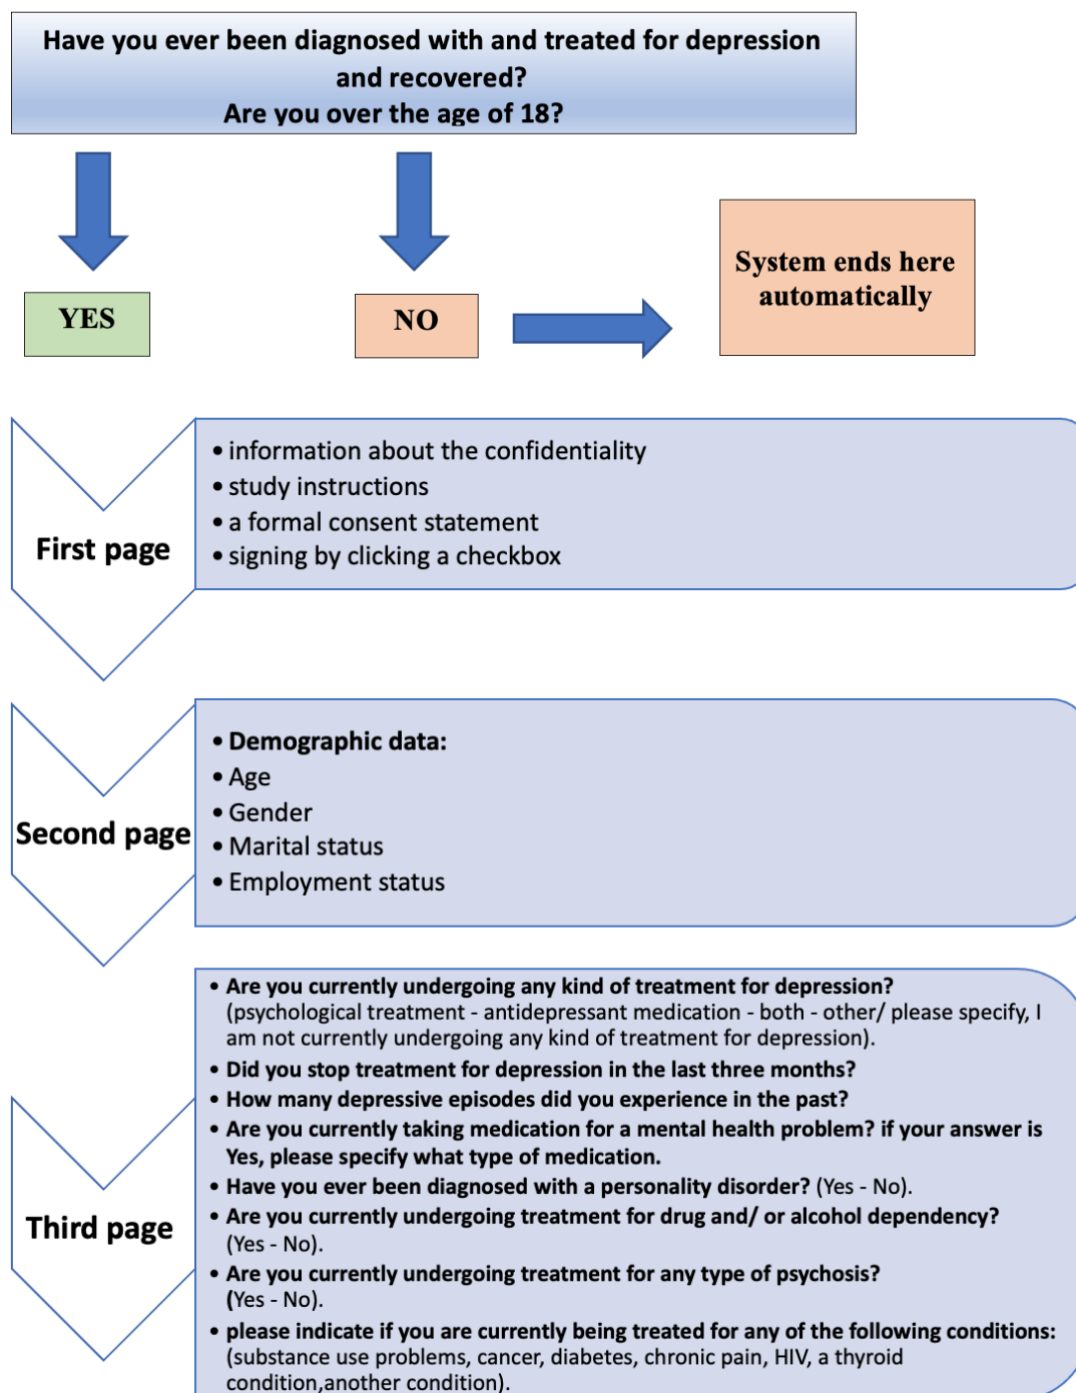 Have you ever been diagnosed with and treated for depression
and recovered?
Are you over the age of 18?
YES
NO
System ends here
automatically
First page
• information about the confidentiality
• study instructions
• a formal consent statement
• signing by clicking a checkbox
Second page
• Demographic data:
• Age
• Gender
• Marital status
• Employment status
Third page
• Are you currently undergoing any kind of treatment for depression?
(psychological treatment - antidepressant medication - both - other/ please specify, I
am not currently undergoing any kind of treatment for depression).
• Did you stop treatment for depression in the last three months?
• How many depressive episodes did you experience in the past?
• Are you currently taking medication for a mental health problem? if your answer is
Yes, please specify what type of medication.
• Have you ever been diagnosed with a personality disorder? (Yes - No).
• Are you currently undergoing treatment for drug and/ or alcohol dependency?
(Yes - No).
• Are you currently undergoing treatment for any type of psychosis?
(Yes - No).
• please indicate if you are currently being treated for any of the following conditions:
(substance use problems, cancer, diabetes, chronic pain, HIV, a thyroid
condition,another condition).